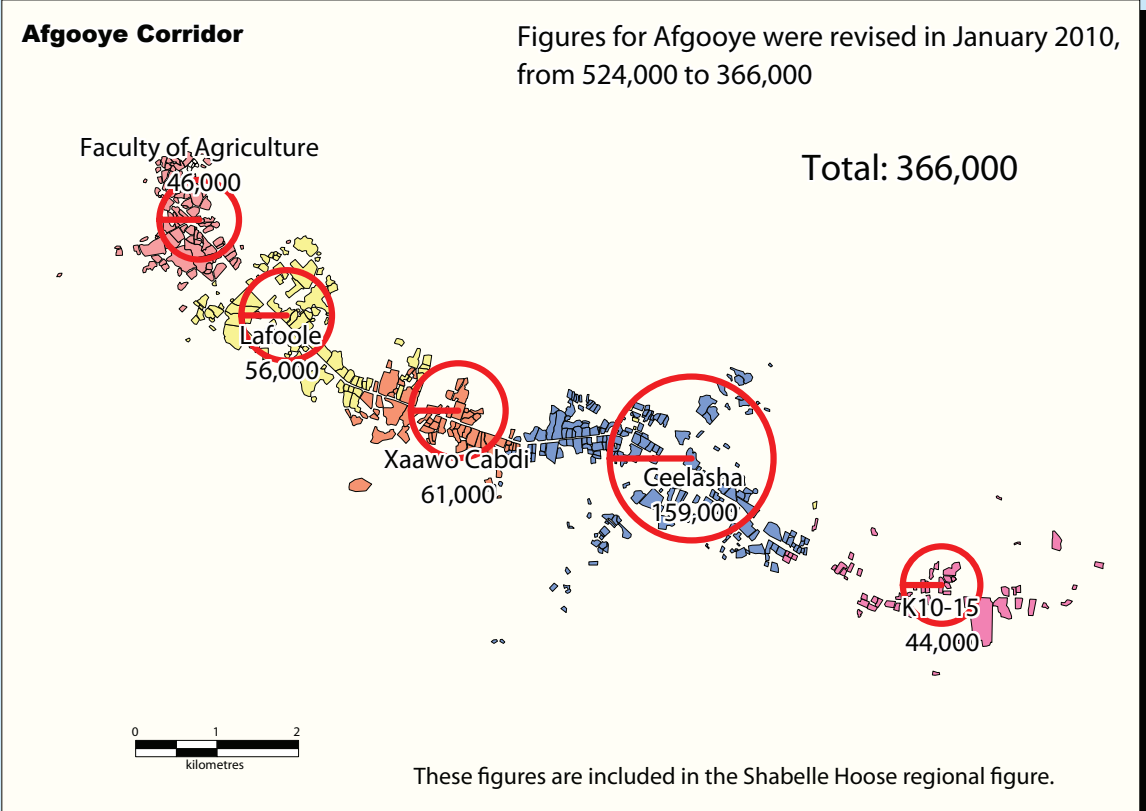 Afgooye Corridor
Figures for Afgooye were revised in January 2010,
from 524,000 to 366,000
Total: 366,000
Faculty of Agriculture
46,000
Lafoole
56,000
Xaawo Cabdi
61,000
Ceelasha
159,000
K10-15
44,000
0 1 2
kilometres
These figures are included in the Shabelle Hoose regional figure.